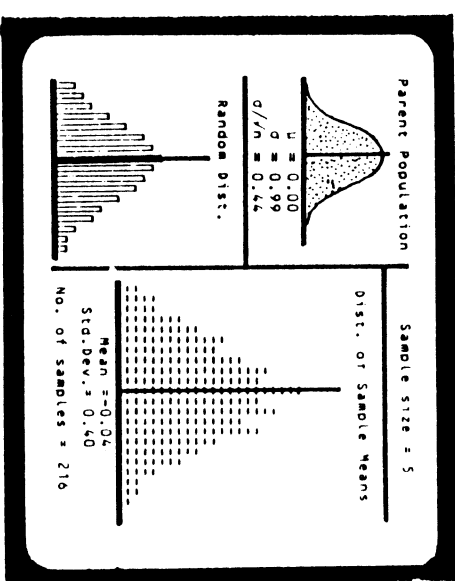 Parent Population
μ = 0.00
σ = 0.99
σ/√n = 0.44
Random Dist.
Sample size = 5
Dist. of Sample Means
Mean =-0.04
Std.Dev.= 0.40
No. of samples = 216